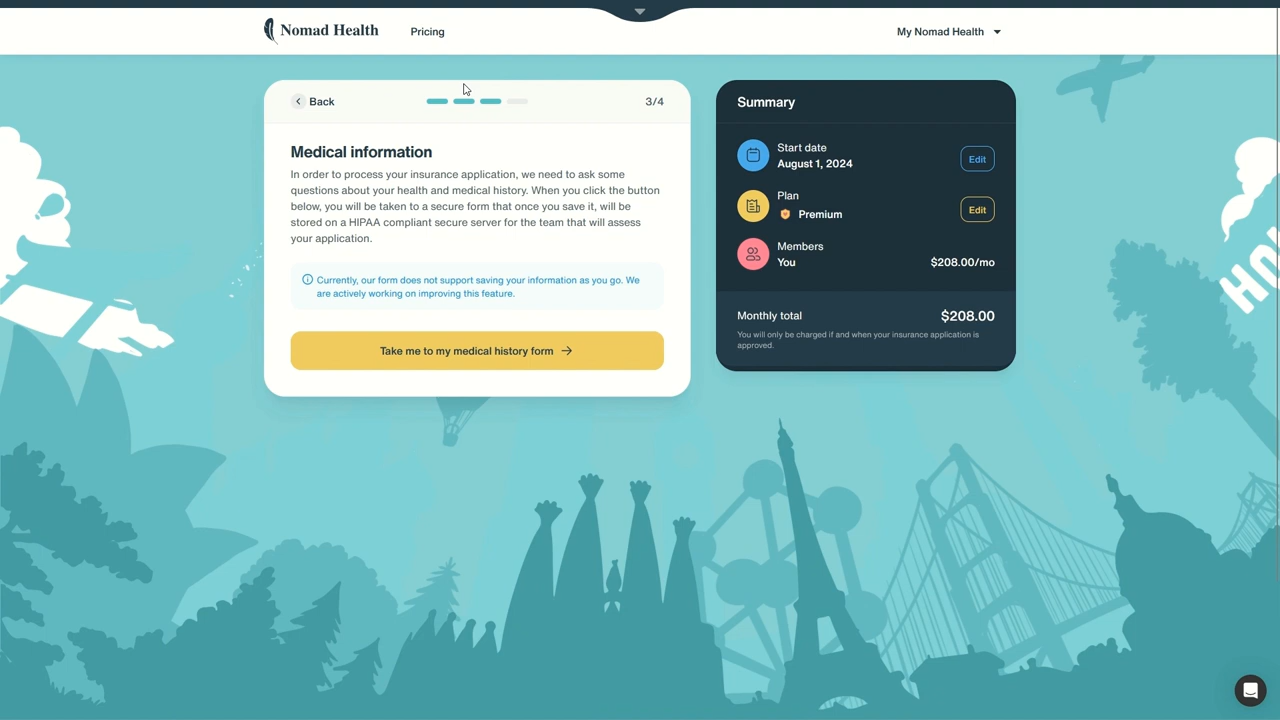 Nomad Health
Pricing
My Nomad Health
Back
3/4
Medical information
In order to process your insurance application, we need to ask some
questions about your health and medical history. When you click the button
below, you will be taken to a secure form that once you save it, will be
stored on a HIPAA compliant secure server for the team that will assess
your application.
Currently, our form does not support saving your information as you go. We
are actively working on improving this feature.
Take me to my medical history form
Summary
Start date
August 1, 2024
Edit
Plan
Premium
Edit
Members
You
$208.00/mo
Monthly total
$208.00
You will only be charged if and when your insurance application is
approved.